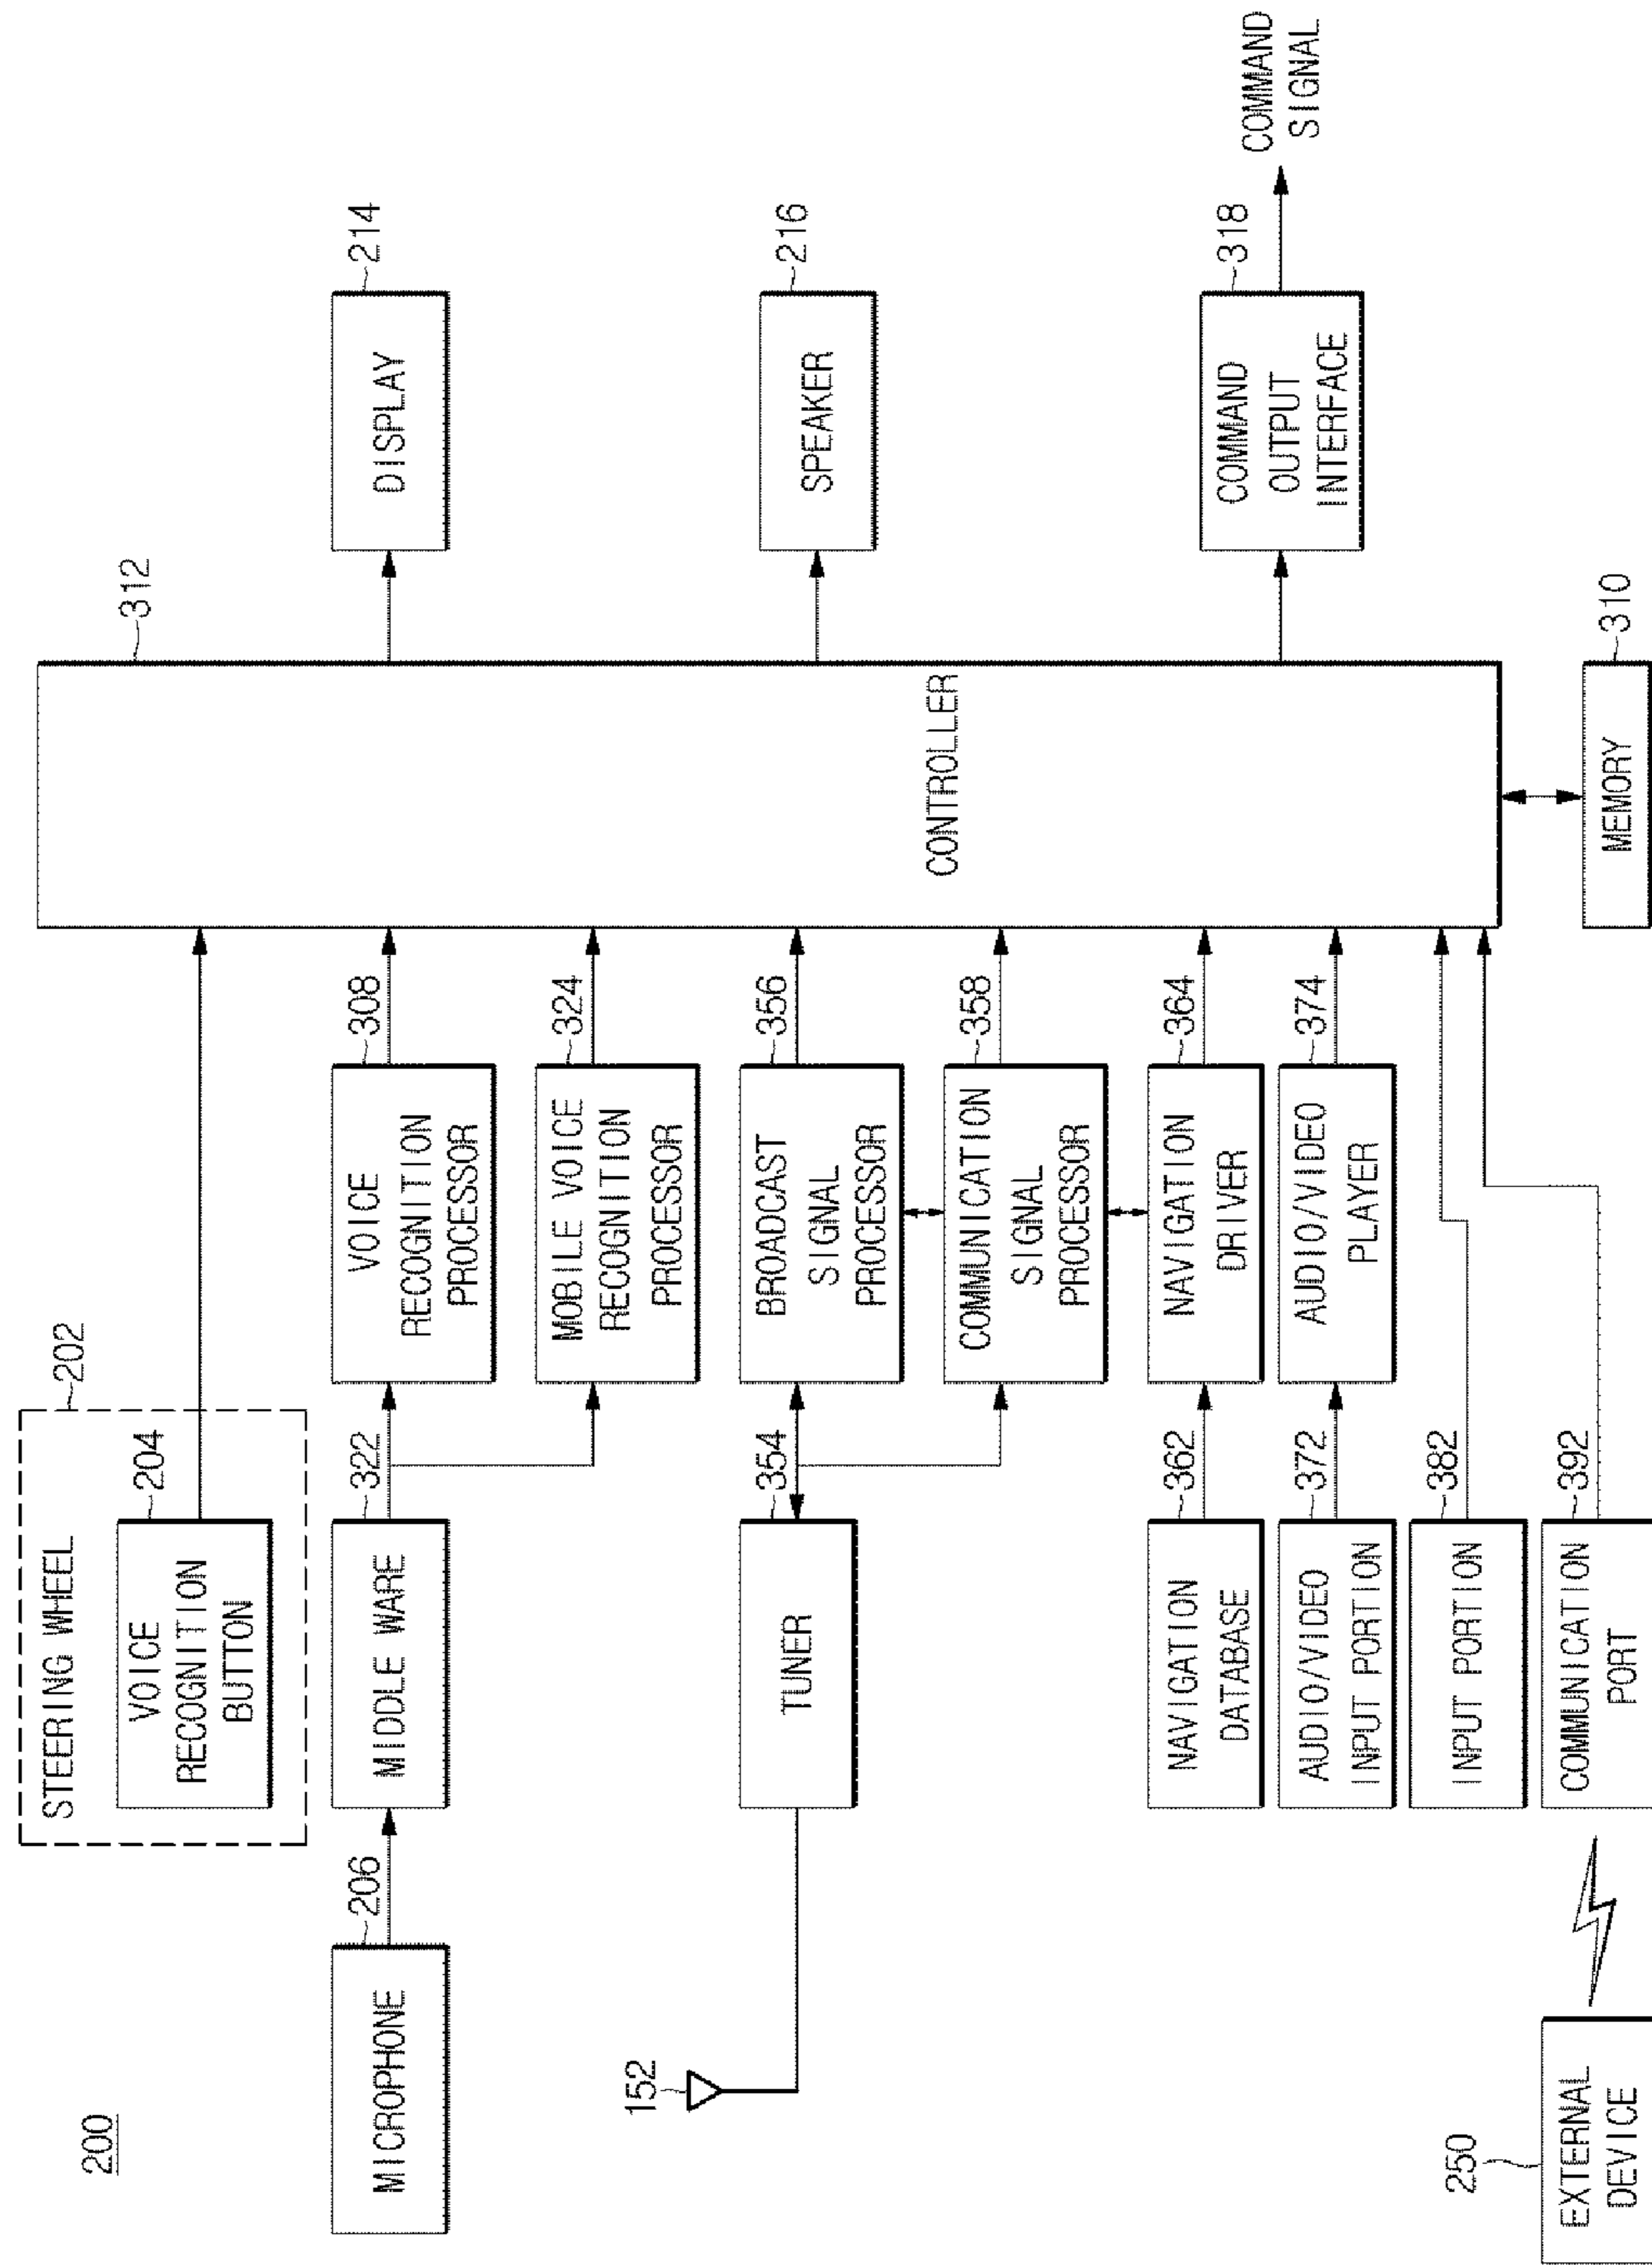 200
STEERING WHEEL
202
VOICE
RECOGNITION
BUTTON
204
MICROPHONE
206
MIDDLE WARE
322
VOICE
RECOGNITION
PROCESSOR
308
MOBILE VOICE
RECOGNITION
PROCESSOR
324
152
TUNER
354
BROADCAST
SIGNAL
PROCESSOR
356
COMMUNICATION
SIGNAL
PROCESSOR
358
NAVIGATION
DATABASE
362
NAVIGATION
DRIVER
364
AUDIO/VIDEO
INPUT PORTION
372
AUDIO/VIDEO
PLAYER
374
INPUT PORTION
382
250
EXTERNAL
DEVICE
COMMUNICATION
PORT
392
CONTROLLER
312
MEMORY
310
DISPLAY
214
SPEAKER
216
COMMAND
OUTPUT
INTERFACE
318
COMMAND
SIGNAL